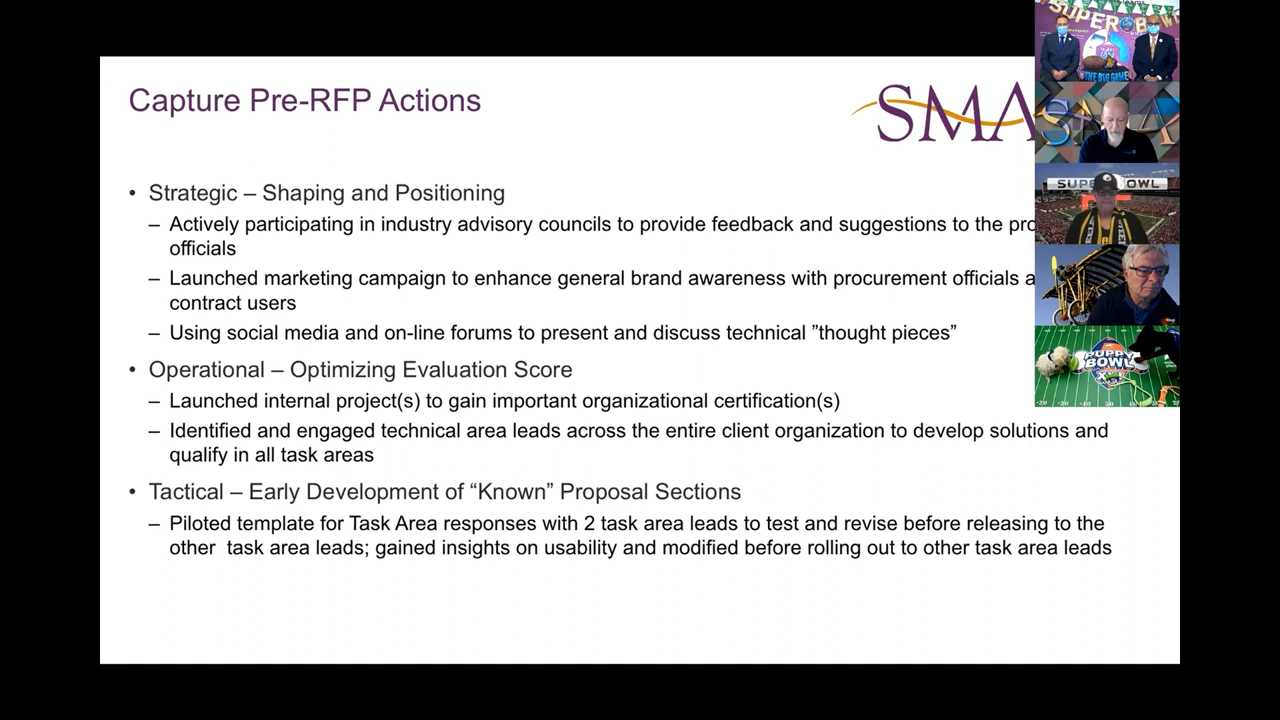 SUPER BOWL
THE BIG GAME
Capture Pre-RFP Actions
SMA
SMA
SUPE OWL
• Strategic – Shaping and Positioning
– Actively participating in industry advisory councils to provide feedback and suggestions to the pro
officials
– Launched marketing campaign to enhance general brand awareness with procurement officials a
contract users
– Using social media and on-line forums to present and discuss technical ”thought pieces”
PUPPY
BOWL
• Operational – Optimizing Evaluation Score
– Launched internal project(s) to gain important organizational certification(s)
– Identified and engaged technical area leads across the entire client organization to develop solutions and
qualify in all task areas
• Tactical – Early Development of “Known” Proposal Sections
– Piloted template for Task Area responses with 2 task area leads to test and revise before releasing to the
other task area leads; gained insights on usability and modified before rolling out to other task area leads